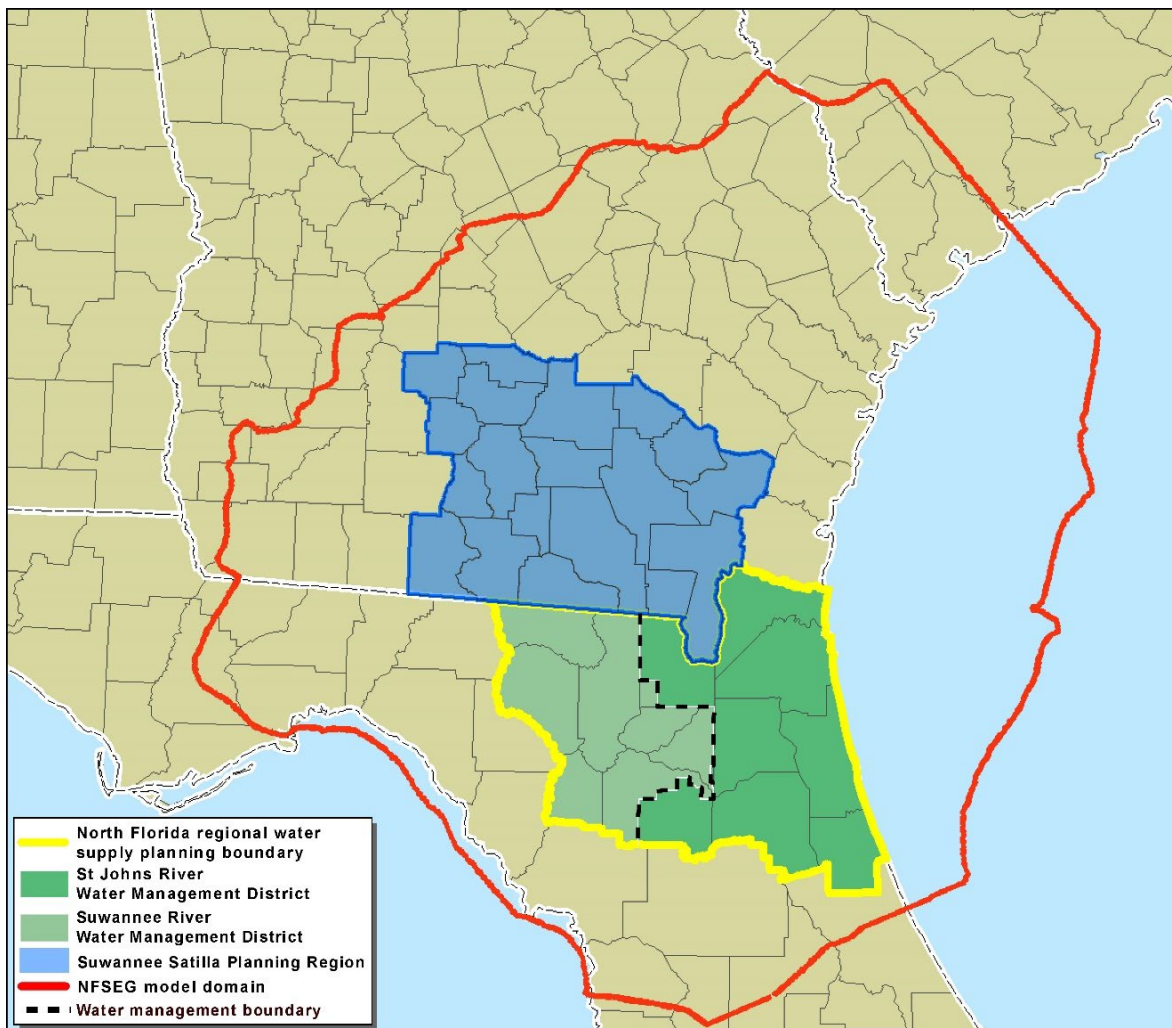 North Florida regional water
supply planning boundary
St Johns River
Water Management District
Suwannee River
Water Management District
Suwannee Satilla Planning Region
NFSEG model domain
Water management boundary